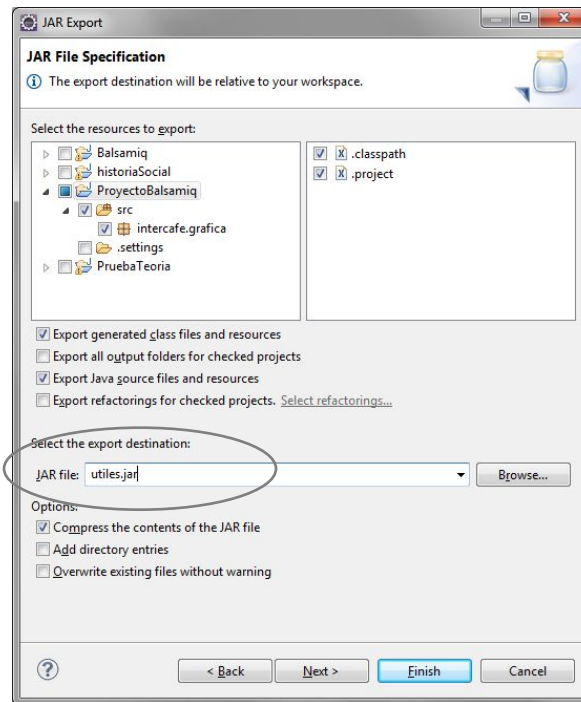 JAR Export
JAR File Specification
The export destination will be relative to your workspace.
Select the resources to export:
Balsamiq
historiaSocial
ProyectoBalsamiq
src
intercafe.grafica
.settings
PruebaTeoria
.classpath
.project
Export generated class files and resources
Export all output folders for checked projects
Export Java source files and resources
Export refactorings for checked projects. Select refactorings...
Select the export destination:
JAR file: utiles.jar Browse...
Options:
Compress the contents of the JAR file
Add directory entries
Overwrite existing files without warning
? < Back Next > Finish Cancel